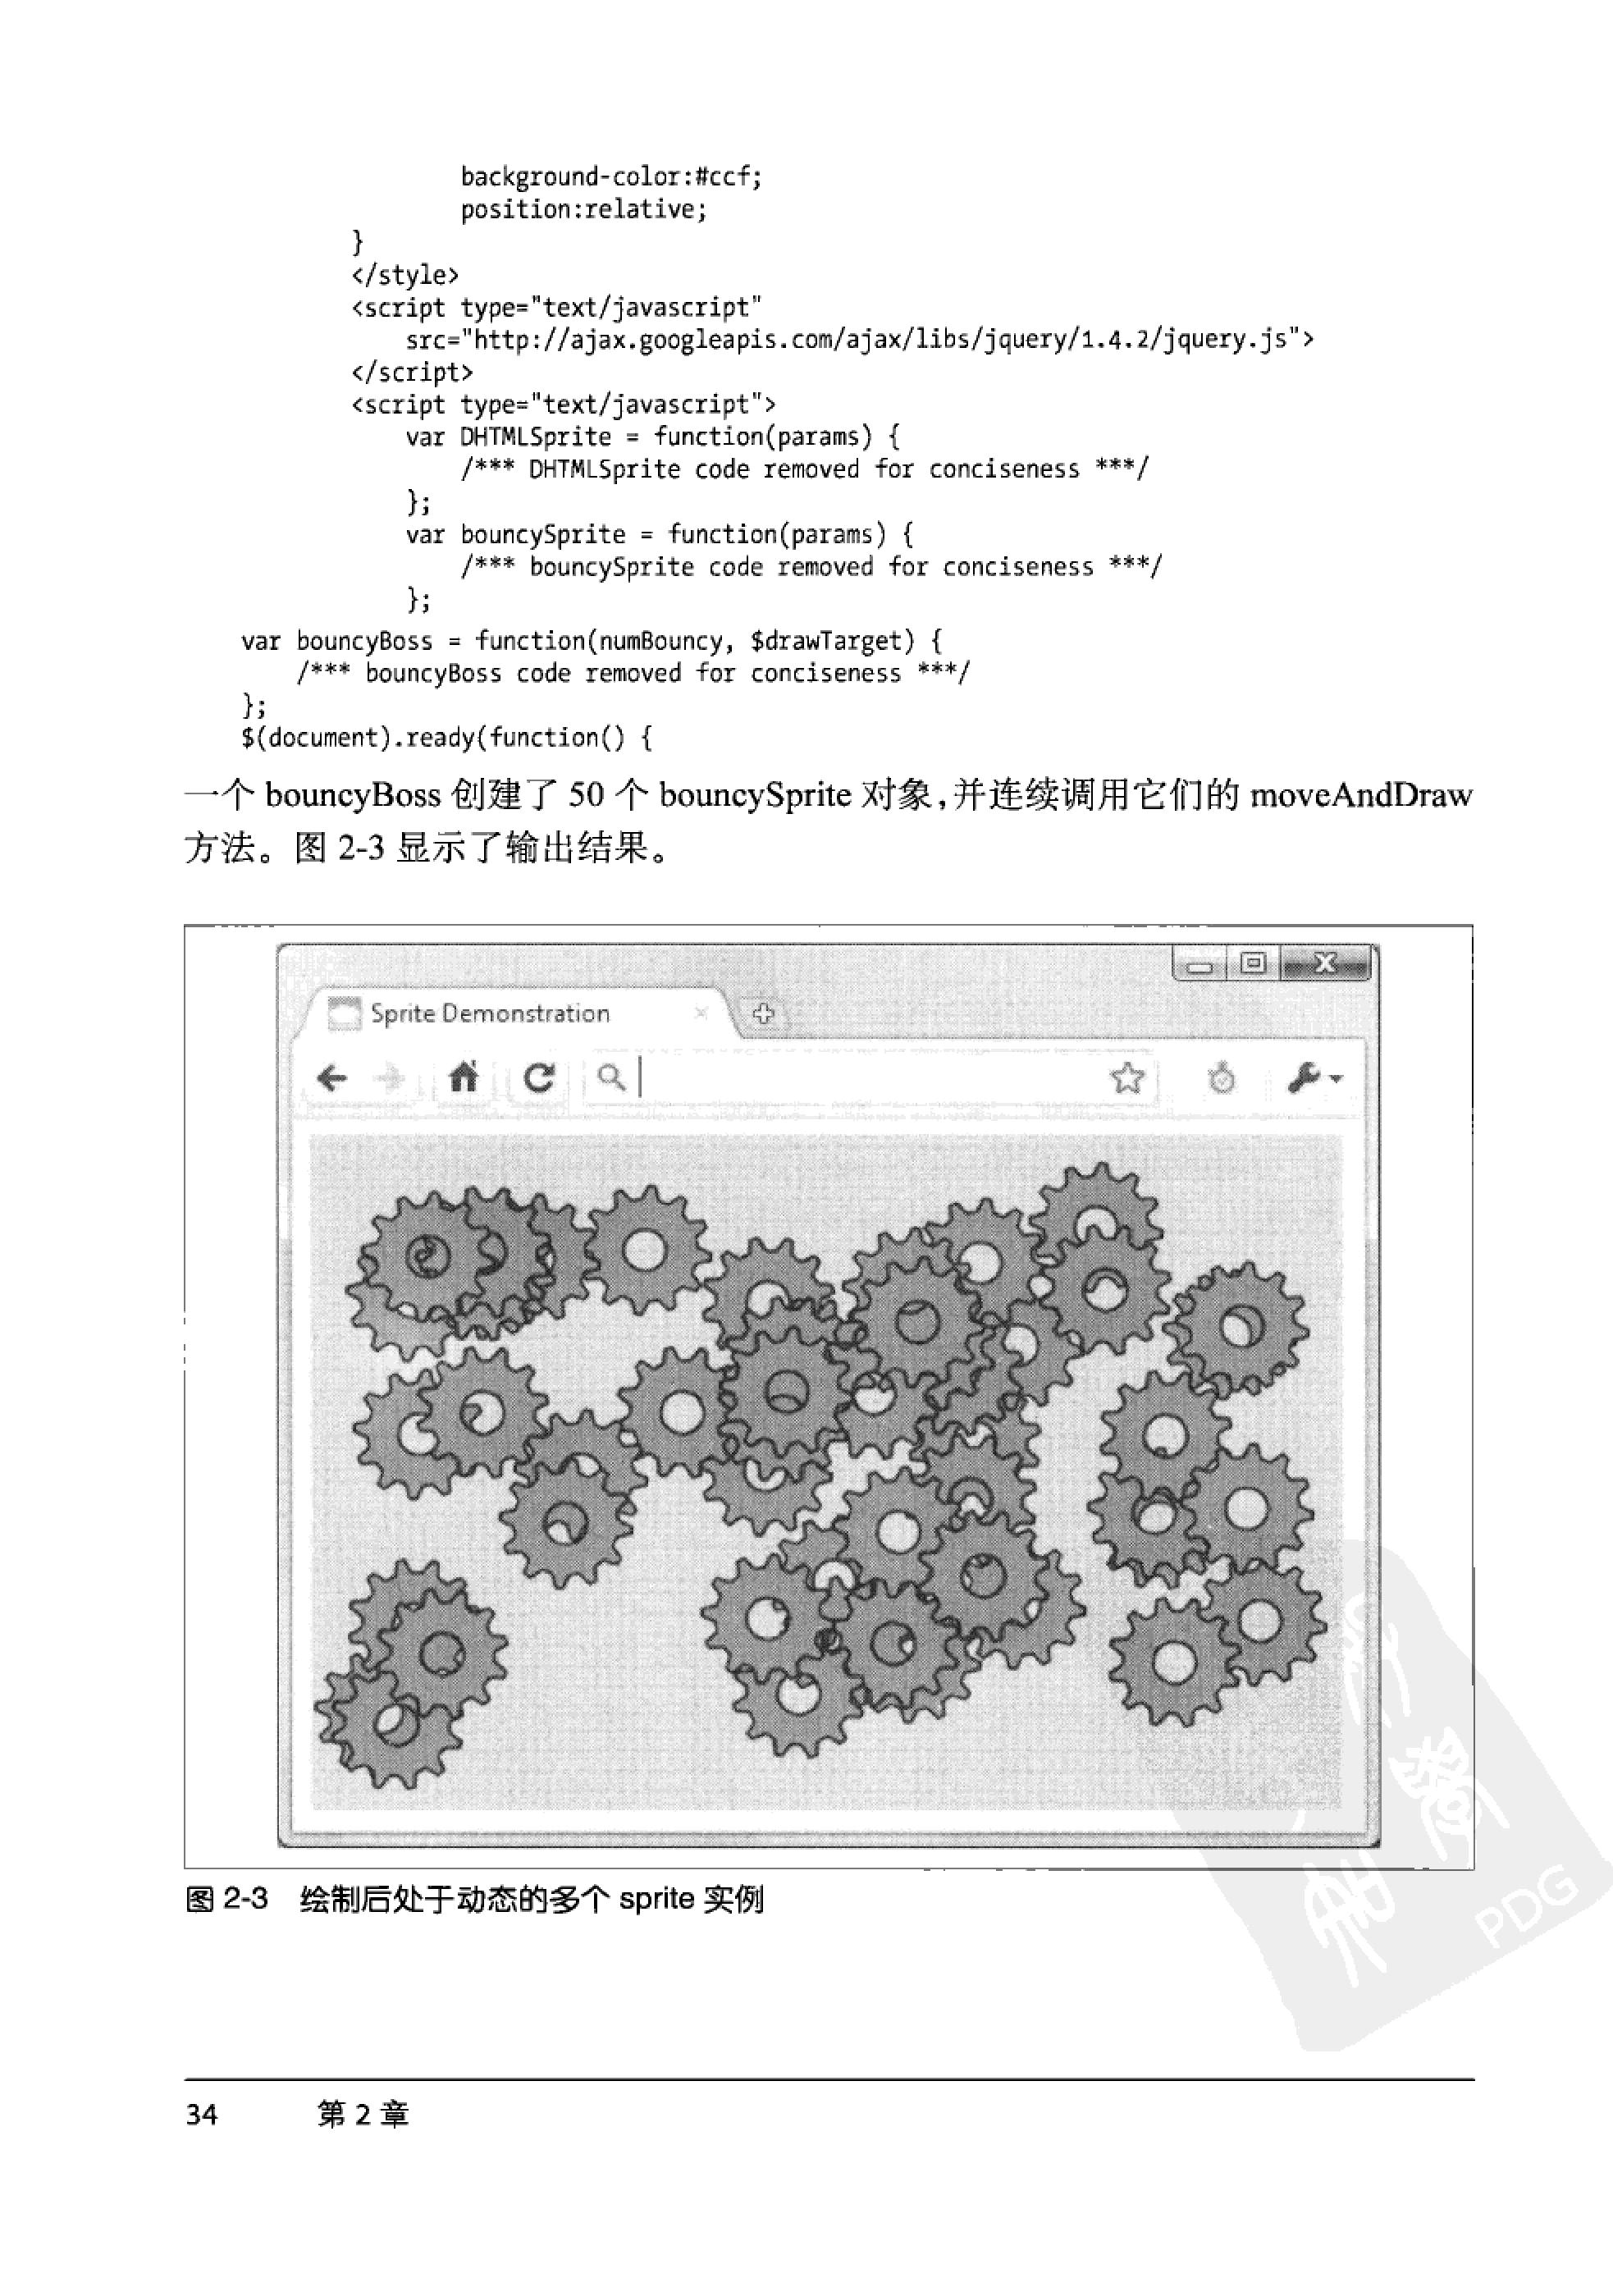 background-color:#ccf;
position:relative;
}
</style>
<script type="text/javascript"
src="http://ajax.googleapis.com/ajax/libs/jquery/1.4.2/jquery.js">
</script>
<script type="text/javascript">
var DHTMLSprite = function(params) {
/*** DHTMLSprite code removed for conciseness ***/
};
var bouncySprite = function(params) {
/*** bouncySprite code removed for conciseness ***/
};
var bouncyBoss = function(numBouncy, $drawTarget) {
/*** bouncyBoss code removed for conciseness ***/
};
$(document).ready(function() {
一个 bouncyBoss 创建了 50 个 bouncySprite 对象,并连续调用它们的 moveAndDraw
方法。图 2-3 显示了输出结果。
Sprite Demonstration
图 2-3 绘制后处于动态的多个 sprite 实例
PDG
34 第 2 章